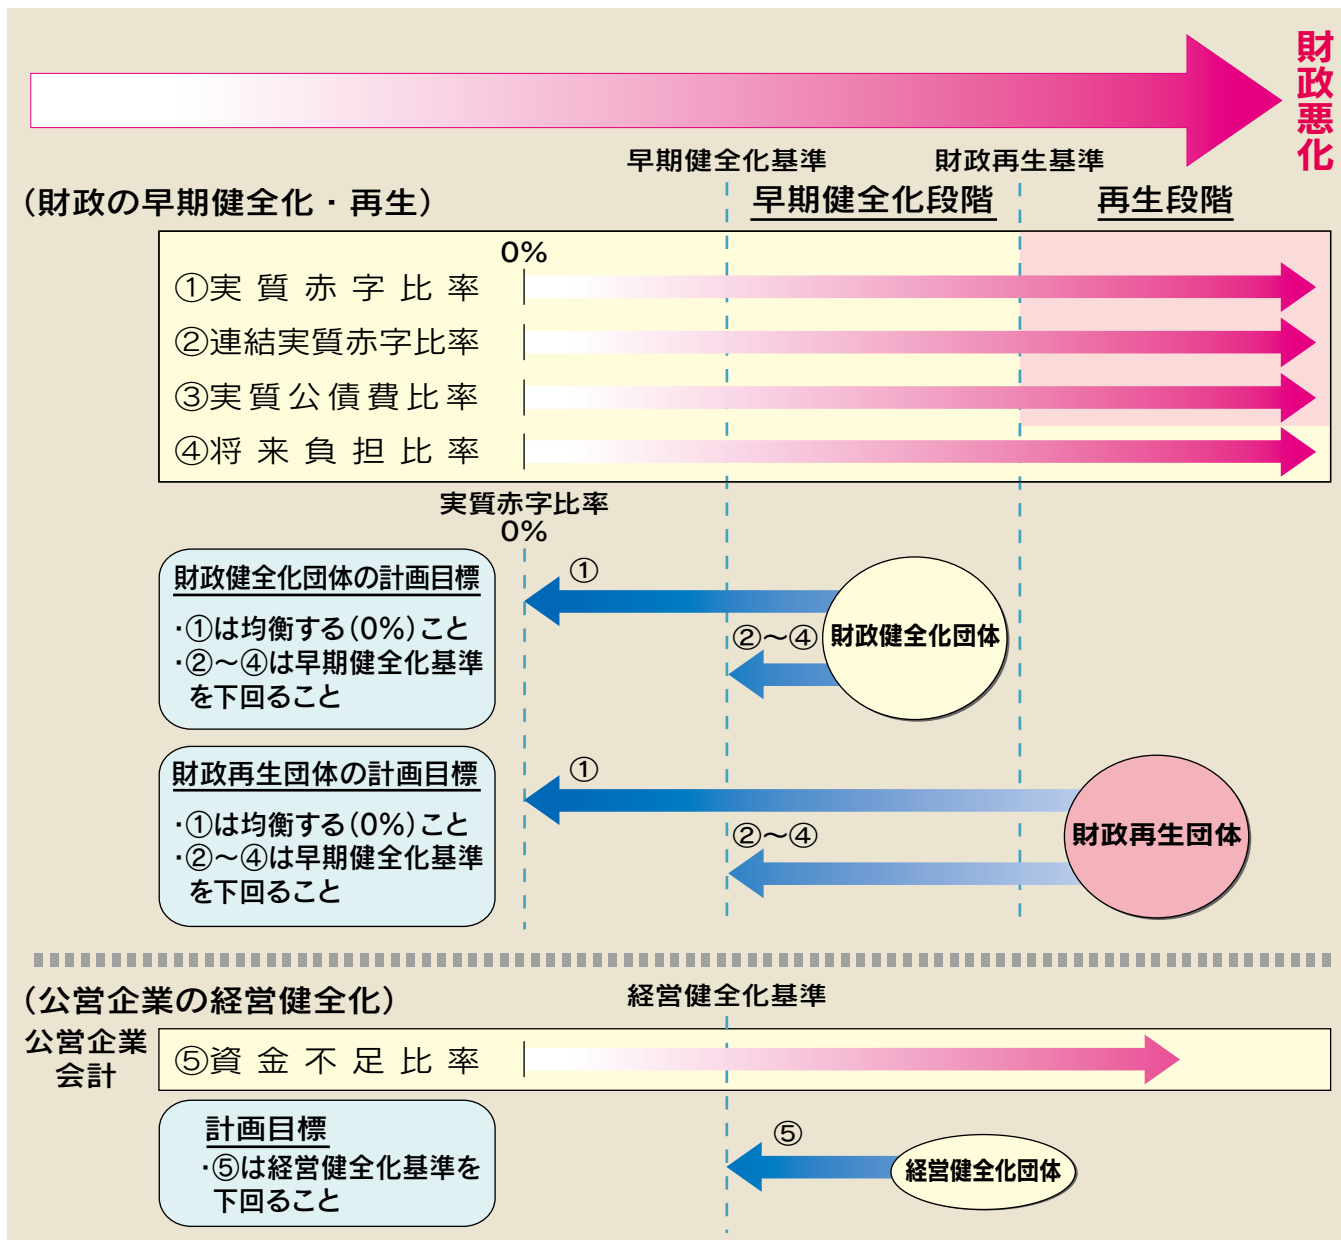 財政悪化
早期健全化基準
財政再生基準
（財政の早期健全化・再生）
早期健全化段階
再生段階
0%
①実質赤字比率
②連結実質赤字比率
③実質公債費比率
④将来負担比率
実質赤字比率
0%
財政健全化団体の計画目標
・①は均衡する（0%）こと
・②～④は早期健全化基準
を下回ること
①
②～④
財政健全化団体
財政再生団体の計画目標
・①は均衡する（0%）こと
・②～④は早期健全化基準
を下回ること
①
②～④
財政再生団体
（公営企業の経営健全化）
経営健全化基準
公営企業
会計
⑤資金不足比率
計画目標
・⑤は経営健全化基準を
下回ること
⑤
経営健全化団体